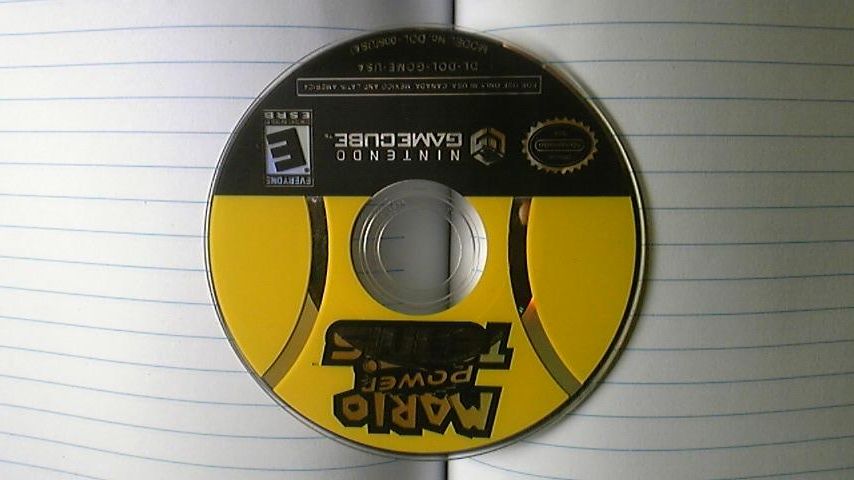 MARIO
POWER
TENNIS
EVERYONE
E
ESRB
NINTENDO
GAMECUBE™
FOR USE ONLY IN USA, CANADA, MEXICO AND LATIN AMERICA
DL-DOL-GOME-USA
MODEL NO. DOL-006(USA)